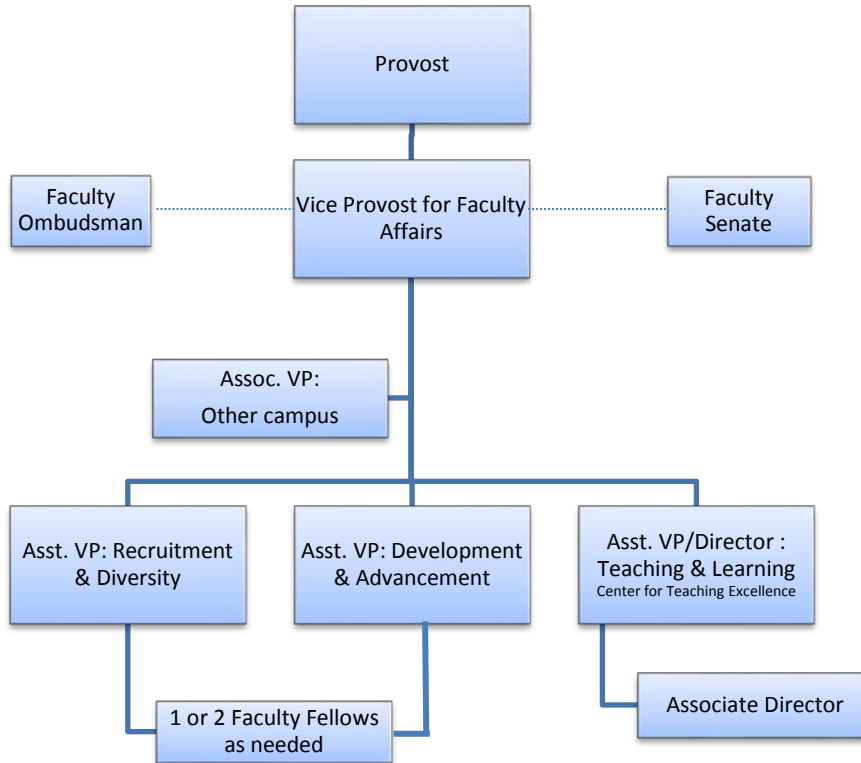 Provost
Faculty
Ombudsman
Vice Provost for Faculty
Affairs
Faculty
Senate
Assoc. VP:
Other campus
Asst. VP: Recruitment
& Diversity
Asst. VP: Development
& Advancement
Asst. VP/Director :
Teaching & Learning
Center for Teaching Excellence
1 or 2 Faculty Fellows
as needed
Associate Director